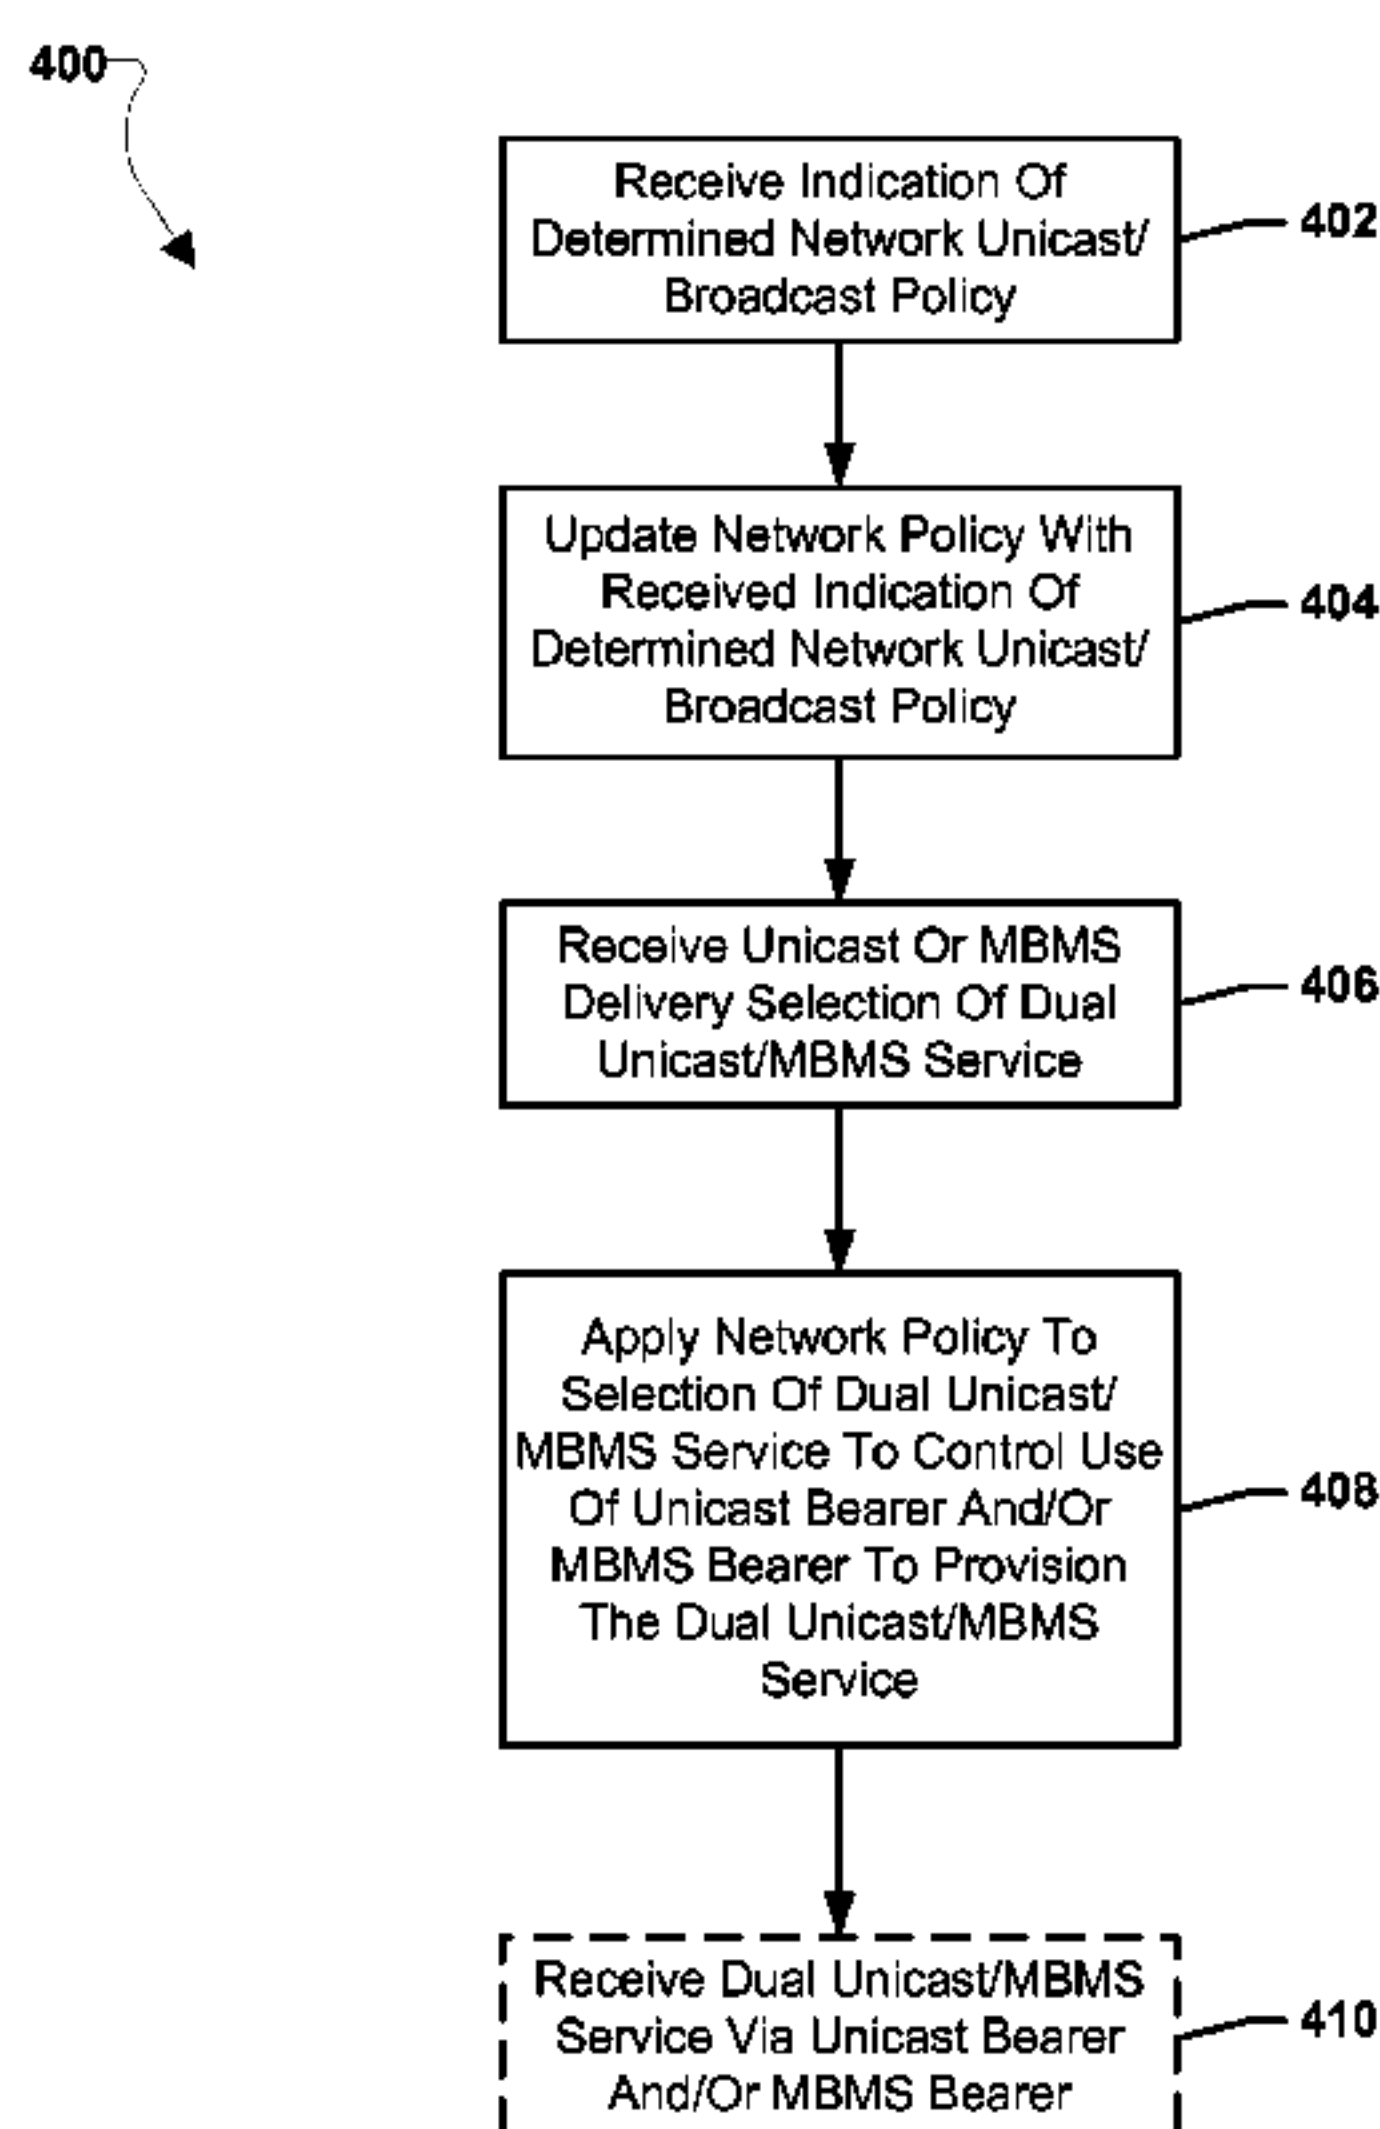 400
Receive Indication Of
Determined Network Unicast/
Broadcast Policy
402
Update Network Policy With
Received Indication Of
Determined Network Unicast/
Broadcast Policy
404
Receive Unicast Or MBMS
Delivery Selection Of Dual
Unicast/MBMS Service
406
Apply Network Policy To
Selection Of Dual Unicast/
MBMS Service To Control Use
Of Unicast Bearer And/Or
MBMS Bearer To Provision
The Dual Unicast/MBMS
Service
408
Receive Dual Unicast/MBMS
Service Via Unicast Bearer
And/Or MBMS Bearer
410